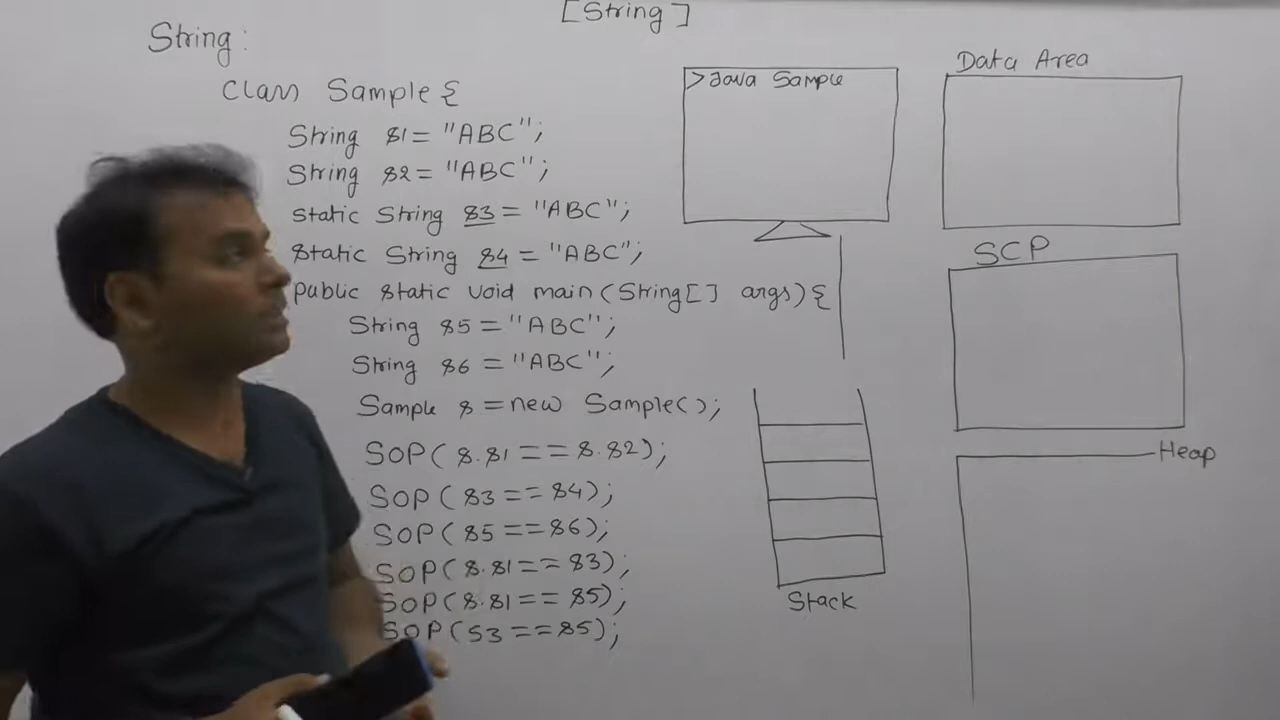 [String]
String:
class Sample {
String s1 = "ABC";
String s2 = "ABC";
static String s3 = "ABC";
static String s4 = "ABC";
public static void main(String[] args) {
String s5 = "ABC";
String s6 = "ABC";
Sample s = new Sample();
SOP(s.s1 == s.s2);
SOP(s3 == s4);
SOP(s5 == s6);
SOP(s.s1 == s3);
SOP(s.s1 == s5);
SOP(s3 == s5);
>Java Sample
Stack
Data Area
SCP
Heap